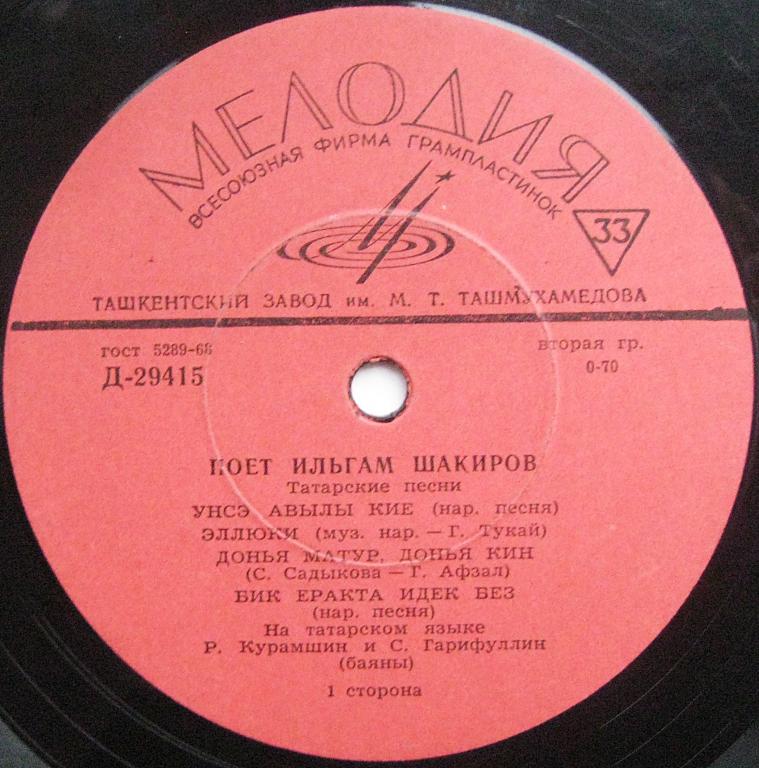 МЕЛОДИЯ
ВСЕСОЮЗНАЯ ФИРМА ГРАМПЛАСТИНОК
33
ТАШКЕНТСКИЙ ЗАВОД им. М. Т. ТАШМУХАМЕДОВА
гост 5289-68
вторая гр.
Д-29415
0-70
ПОЕТ ИЛЬГАМ ШАКИРОВ
Татарские песни
УНСЭ АВЫЛЫ КИЕ (нар. песня)
ЭЛЛЮКИ (муз. нар. — Г. Тукай)
ДОНЬЯ МАТУР, ДОНЬЯ КИН
(С. Садыкова — Г. Афзал)
БИК ЕРАКТА ИДЕК БЕЗ
(нар. песня)
На татарском языке
Р. Курамшин и С. Гарифуллин
(баяны)
1 сторона